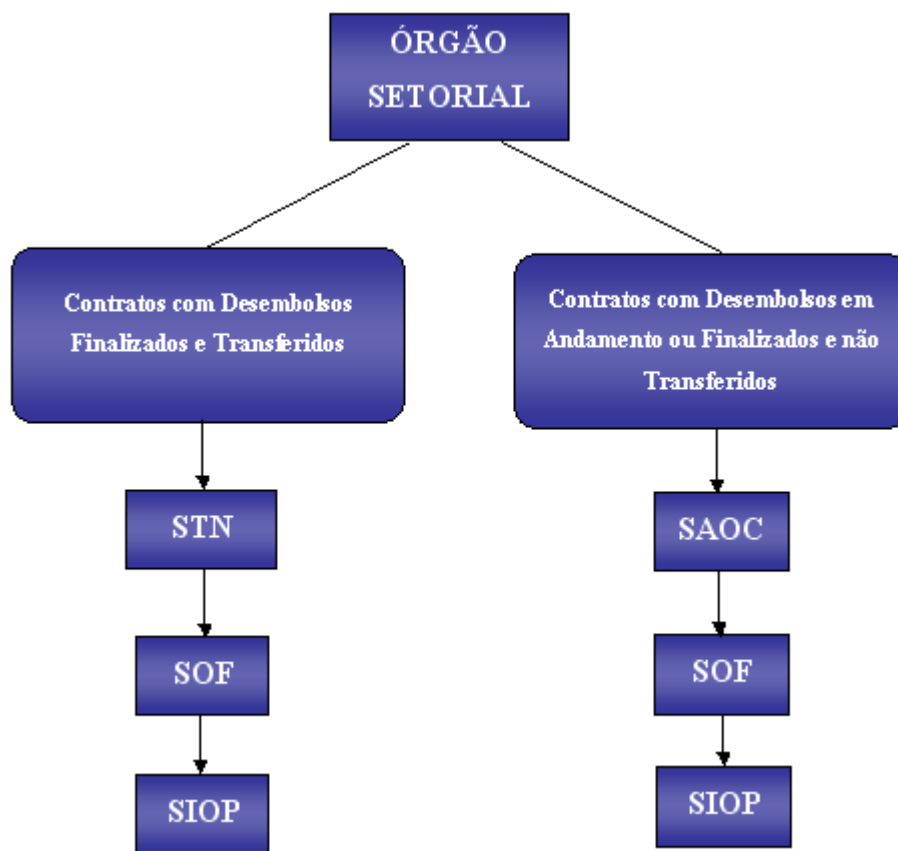 ÓRGÃO
SETORIAL
Contratos com Desembolsos
Finalizados e Transferidos
Contratos com Desembolsos em
Andamento ou Finalizados e não
Transferidos
STN
SAOC
SOF
SOF
SIOP
SIOP